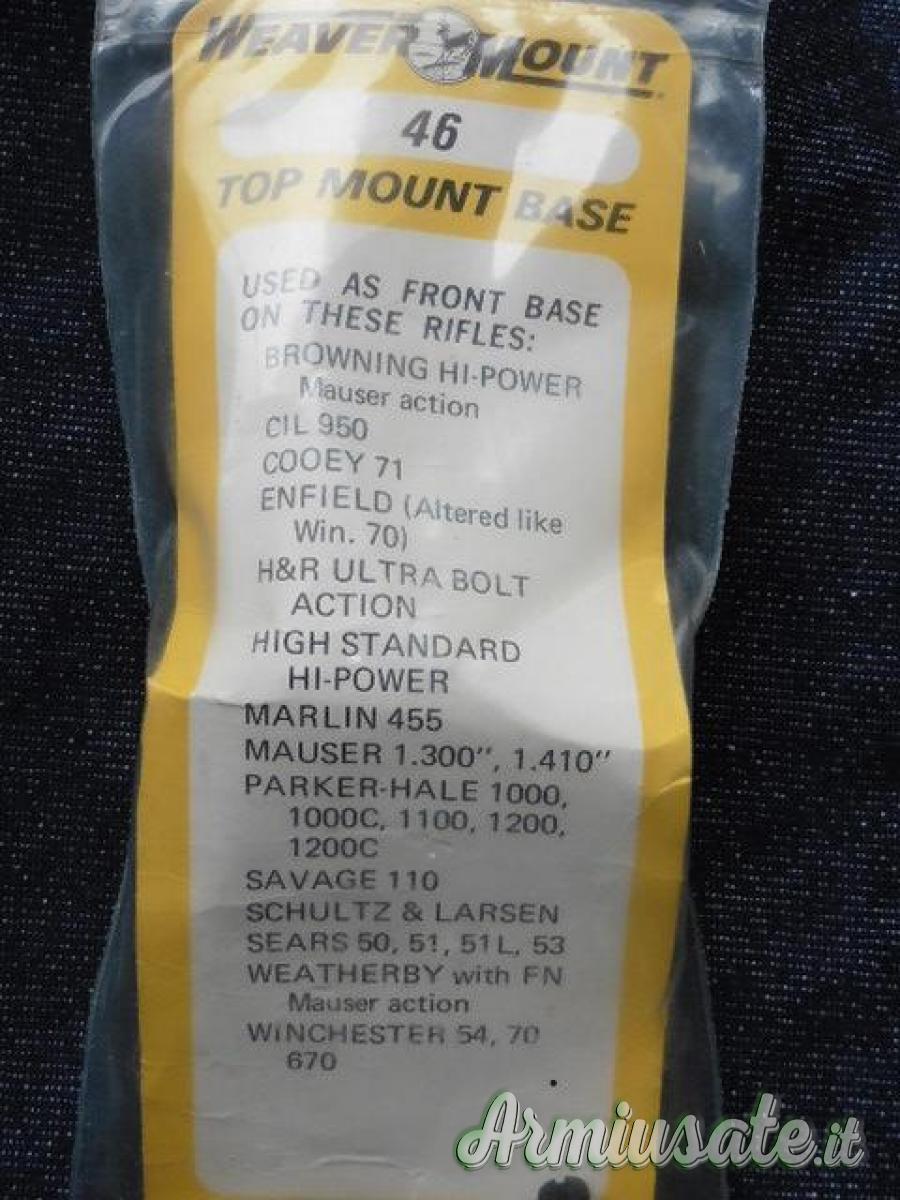 WEAVER MOUNT
46
TOP MOUNT BASE
USED AS FRONT BASE
ON THESE RIFLES:
BROWNING HI-POWER
Mauser action
CIL 950
COOEY 71
ENFIELD (Altered like
Win. 70)
H&R ULTRA BOLT
ACTION
HIGH STANDARD
HI-POWER
MARLIN 455
MAUSER 1.300", 1.410"
PARKER-HALE 1000,
1000C, 1100, 1200,
1200C
SAVAGE 110
SCHULTZ & LARSEN
SEARS 50, 51, 51L, 53
WEATHERBY with FN
Mauser action
WINCHESTER 54, 70
670
Armiusate.it